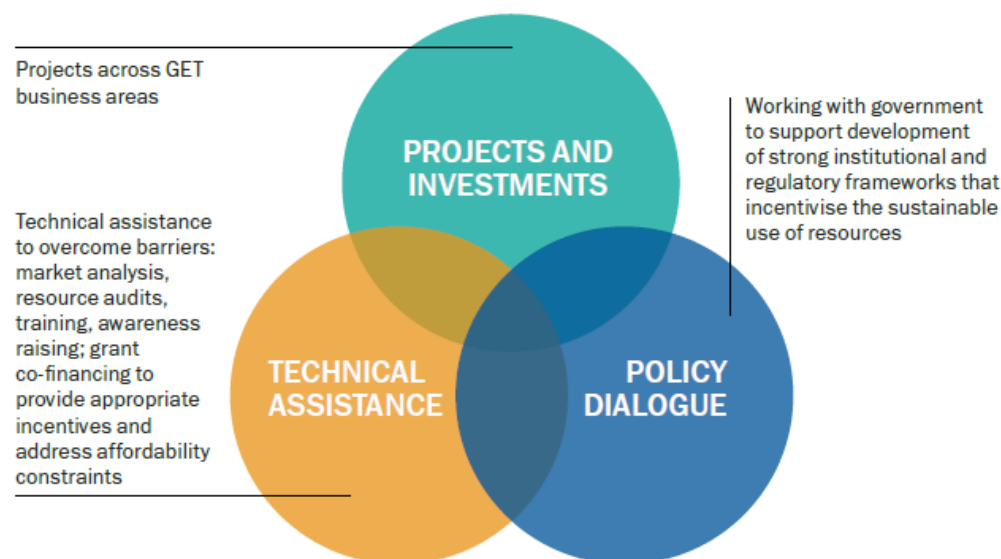 Projects across GET
business areas
PROJECTS AND
INVESTMENTS
Working with government
to support development
of strong institutional and
regulatory frameworks that
incentivise the sustainable
use of resources
Technical assistance
to overcome barriers:
market analysis,
resource audits,
training, awareness
raising; grant
co-financing to
provide appropriate
incentives and
address affordability
constraints
TECHNICAL
ASSISTANCE
POLICY
DIALOGUE